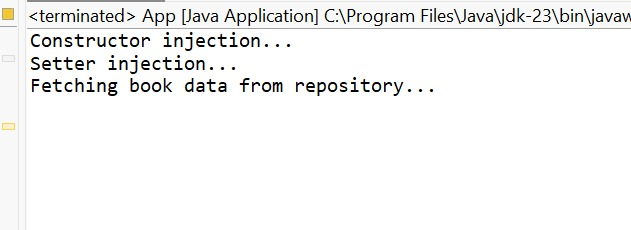 <terminated> App [Java Application] C:\Program Files\Java\jdk-23\bin\javaw
Constructor injection...
Setter injection...
Fetching book data from repository...